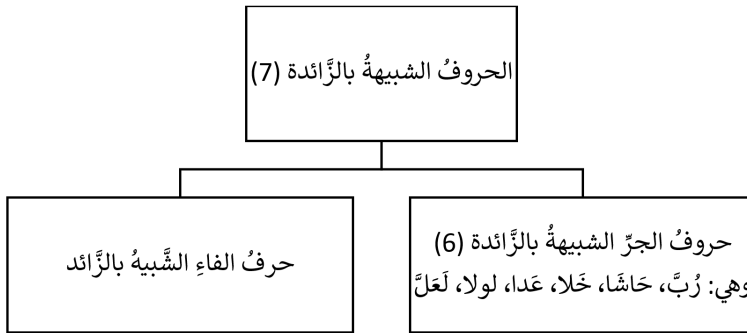 الحروفُ الشبيهةُ بالزَّائدة (7)
حروفُ الجرِّ الشبيهةُ بالزَّائدة (6)
وهي: رُبَّ، حَاشَا، خَلا، عَدا، لولا، لَعَلَّ
حرفُ الفاءِ الشَّبيهُ بالزَّائد